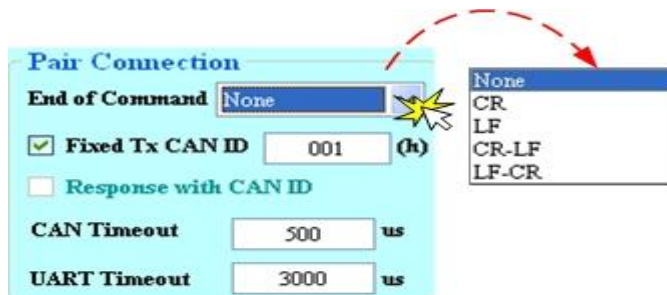 Pair Connection
End of Command None
Fixed Tx CAN ID 001 (h)
Response with CAN ID
CAN Timeout 500 us
UART Timeout 3000 us
None
CR
LF
CR-LF
LF-CR